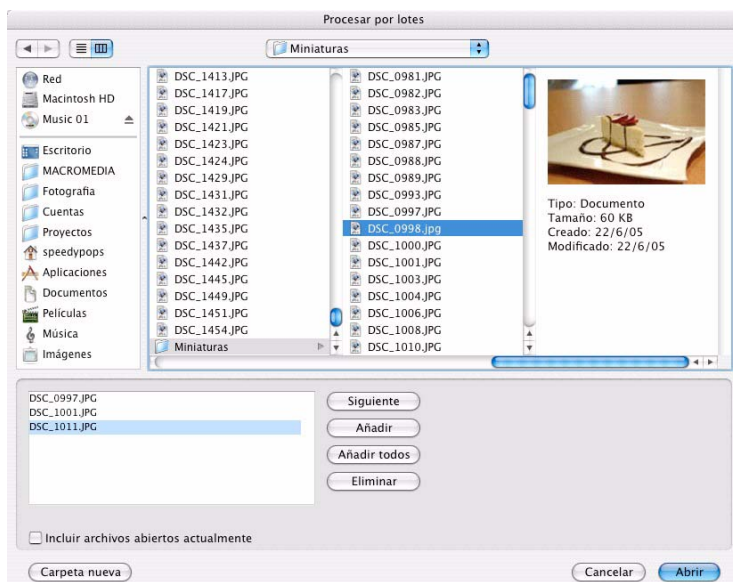 Procesar por lotes
Miniaturas
Red
Macintosh HD
Music 01
Escritorio
MACROMEDIA
Fotografia
Cuentas
Proyectos
speedypops
Aplicaciones
Documentos
Películas
Música
Imágenes
DSC_1413.JPG
DSC_1417.JPG
DSC_1419.JPG
DSC_1421.JPG
DSC_1423.JPG
DSC_1424.JPG
DSC_1429.JPG
DSC_1431.JPG
DSC_1432.JPG
DSC_1435.JPG
DSC_1437.JPG
DSC_1442.JPG
DSC_1445.JPG
DSC_1449.JPG
DSC_1451.JPG
DSC_1454.JPG
Miniaturas
DSC_0981.JPG
DSC_0982.JPG
DSC_0983.JPG
DSC_0985.JPG
DSC_0987.JPG
DSC_0988.JPG
DSC_0989.JPG
DSC_0993.JPG
DSC_0997.JPG
DSC_0998.jpg
DSC_1000.JPG
DSC_1001.JPG
DSC_1003.JPG
DSC_1004.JPG
DSC_1006.JPG
DSC_1008.JPG
DSC_1010.JPG
Tipo: Documento
Tamaño: 60 KB
Creado: 22/6/05
Modificado: 22/6/05
DSC_0997.JPG
DSC_1001.JPG
DSC_1011.JPG
Siguiente
Añadir
Añadir todos
Eliminar
Incluir archivos abiertos actualmente
Carpeta nueva
Cancelar
Abrir